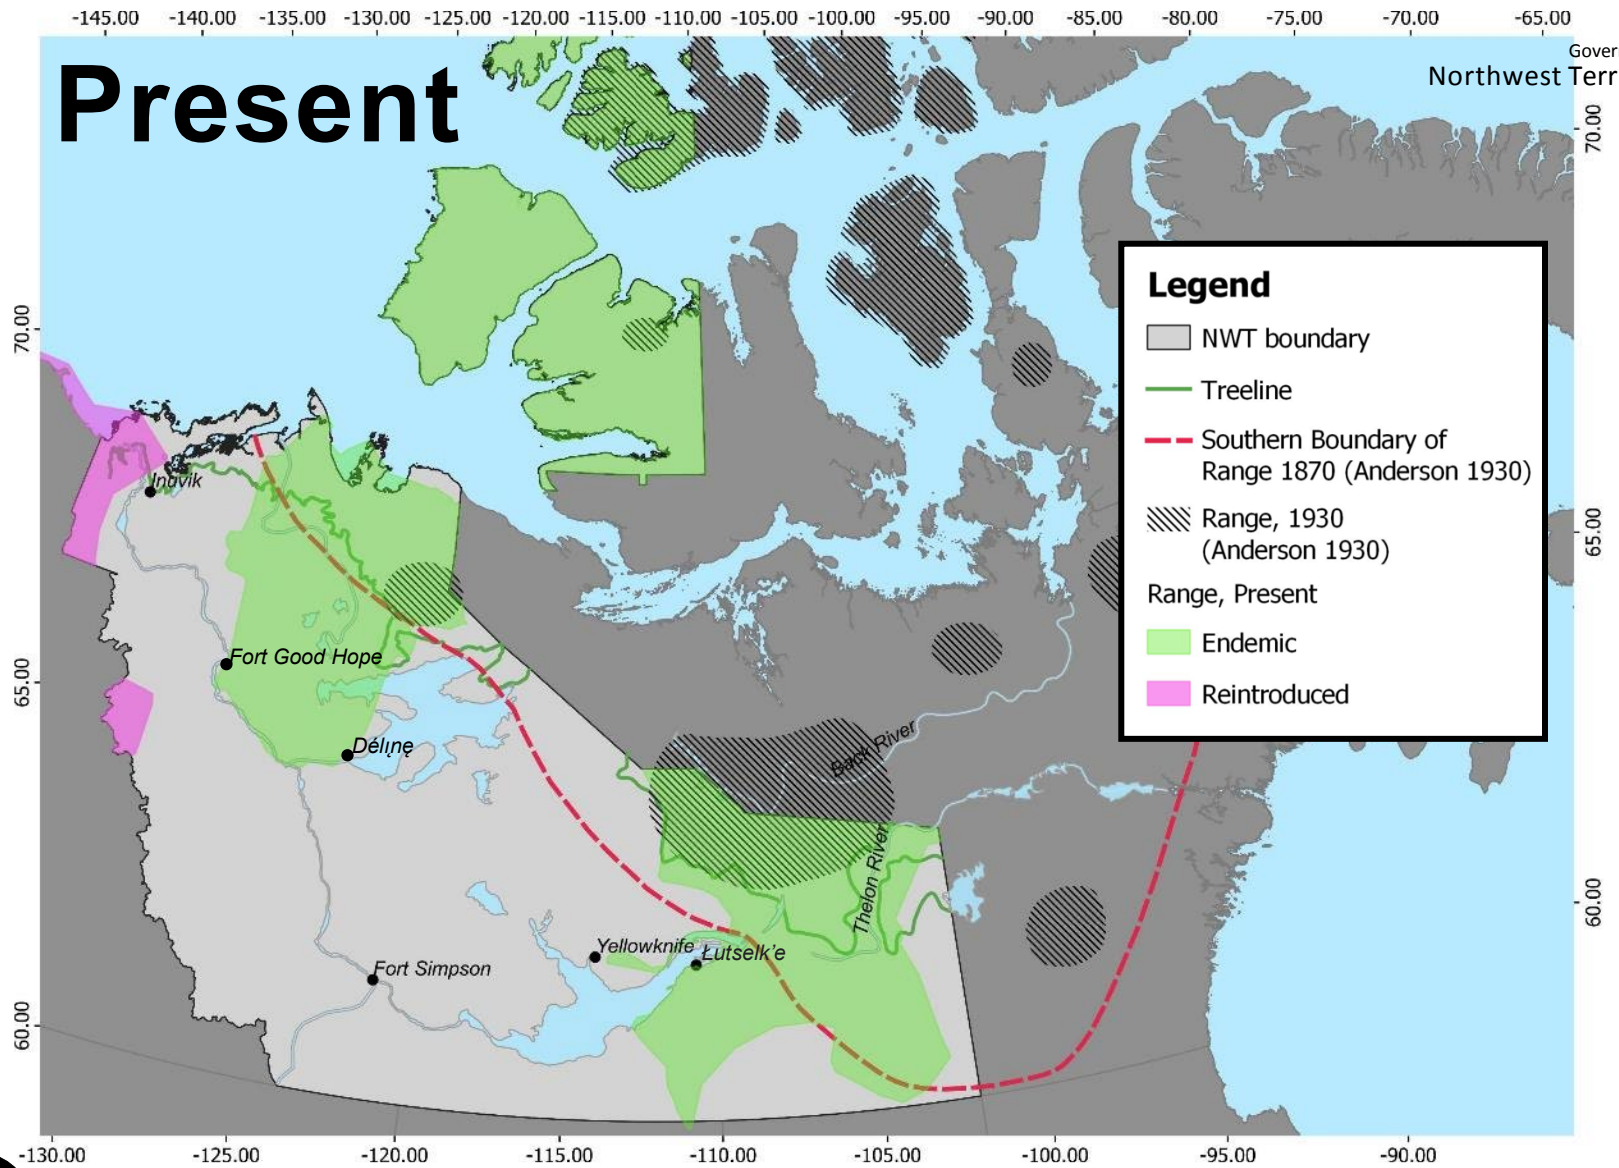 -145.00 -140.00 -135.00 -130.00 -125.00 -120.00 -115.00 -110.00 -105.00 -100.00 -95.00 -90.00 -85.00 -80.00 -75.00 -70.00 -65.00
Present
Gover
Northwest Terr
70.00
70.00
Legend
NWT boundary
Treeline
Southern Boundary of
Range 1870 (Anderson 1930)
Range, 1930
(Anderson 1930)
Range, Present
Endemic
Reintroduced
Inuvik
65.00
Fort Good Hope
65.00
Délı̨nę
Back River
Thelon River
60.00
Yellowknife
Łutselk'e
Fort Simpson
60.00
-130.00 -125.00 -120.00 -115.00 -110.00 -105.00 -100.00 -95.00 -90.00